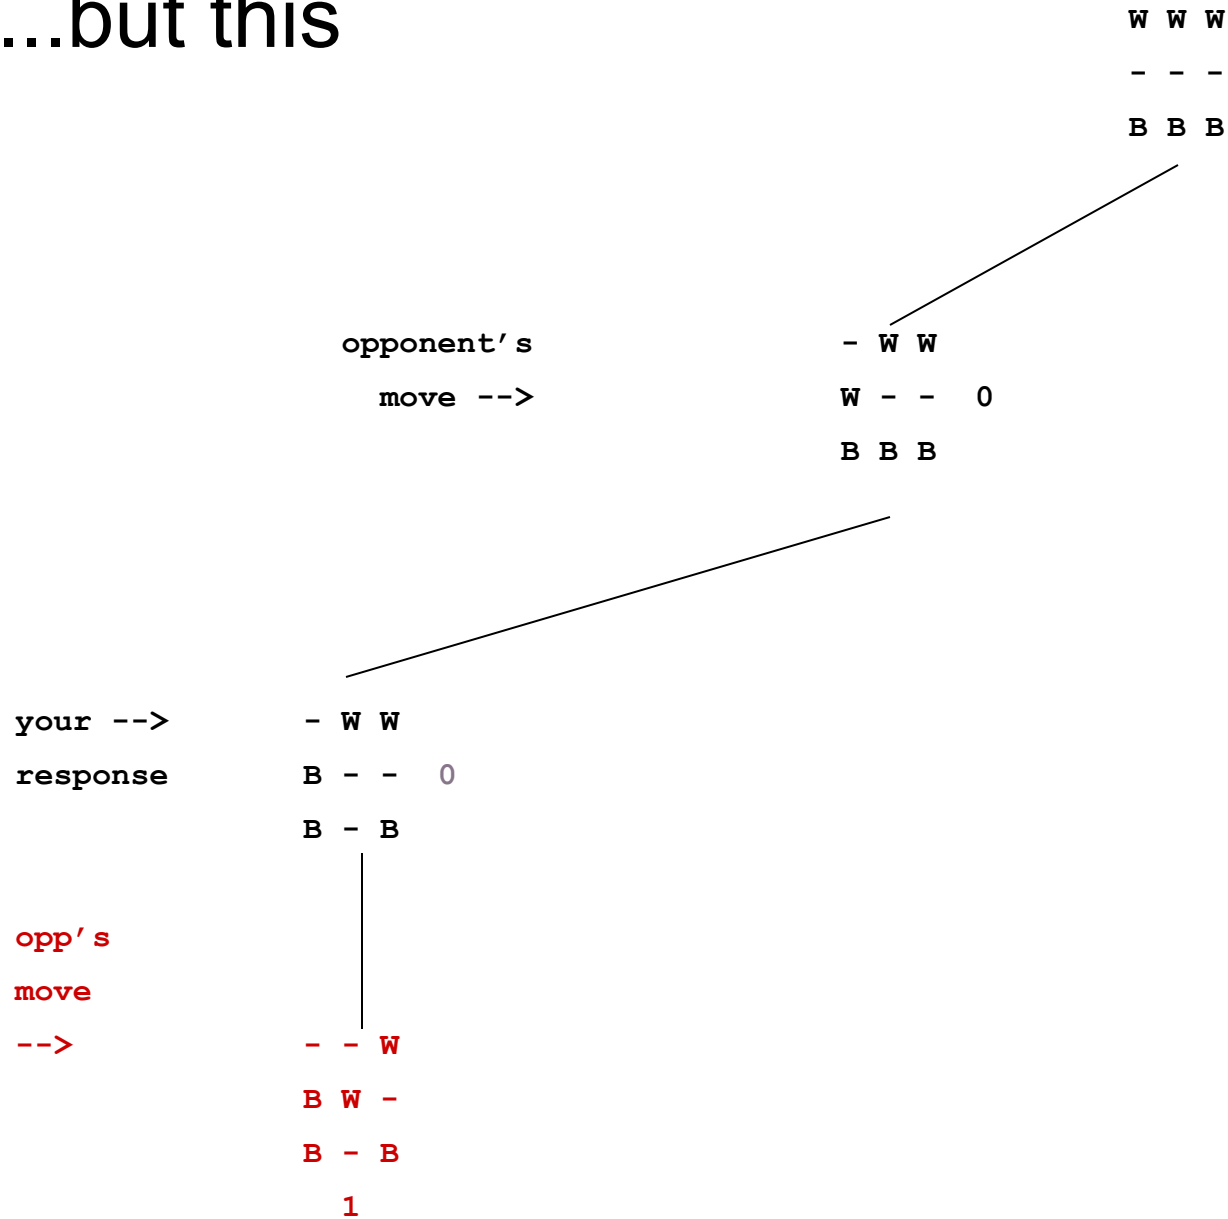 ...but this
W W W
- - -
B B B
opponent's - W W
move --> W - - 0
B B B
your --> - W W
response B - - 0
B - B
opp's
move
--> - - W
B W -
B - B
1